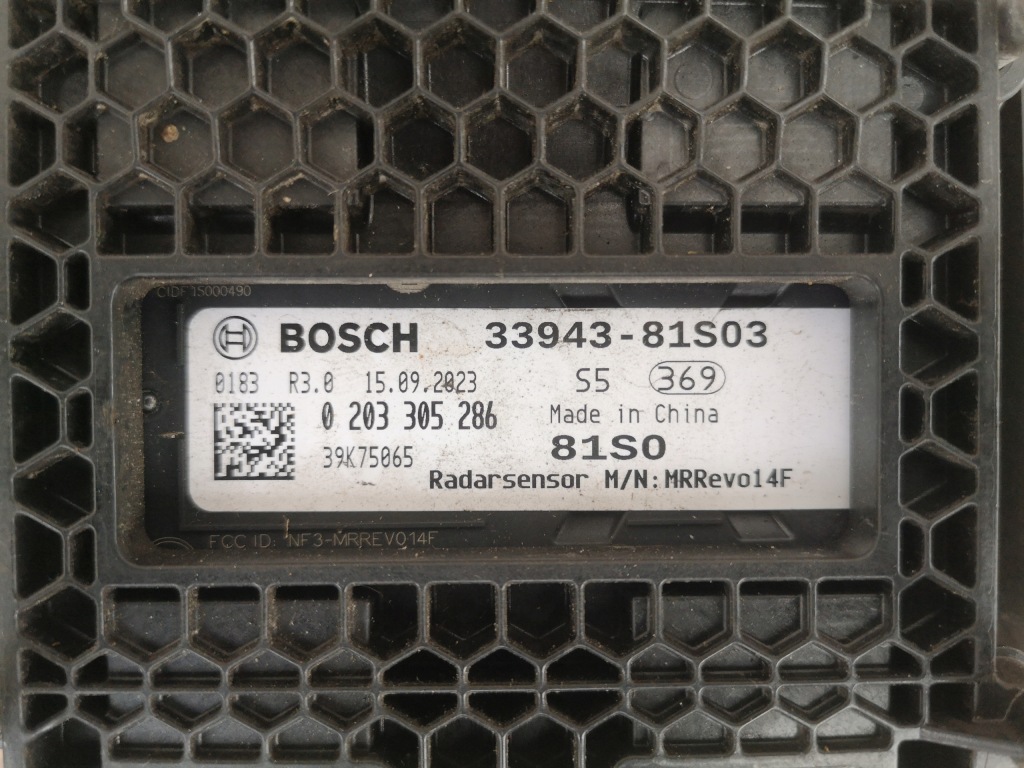 CIDF15000490
BOSCH 33943-81S03
0183 R3.0 15.09.2023 S5 369
0 203 305 286 Made in China
39K75065 81S0
Radarsensor M/N:MRRevo14F
FCC ID: NF3-MRREVO14F